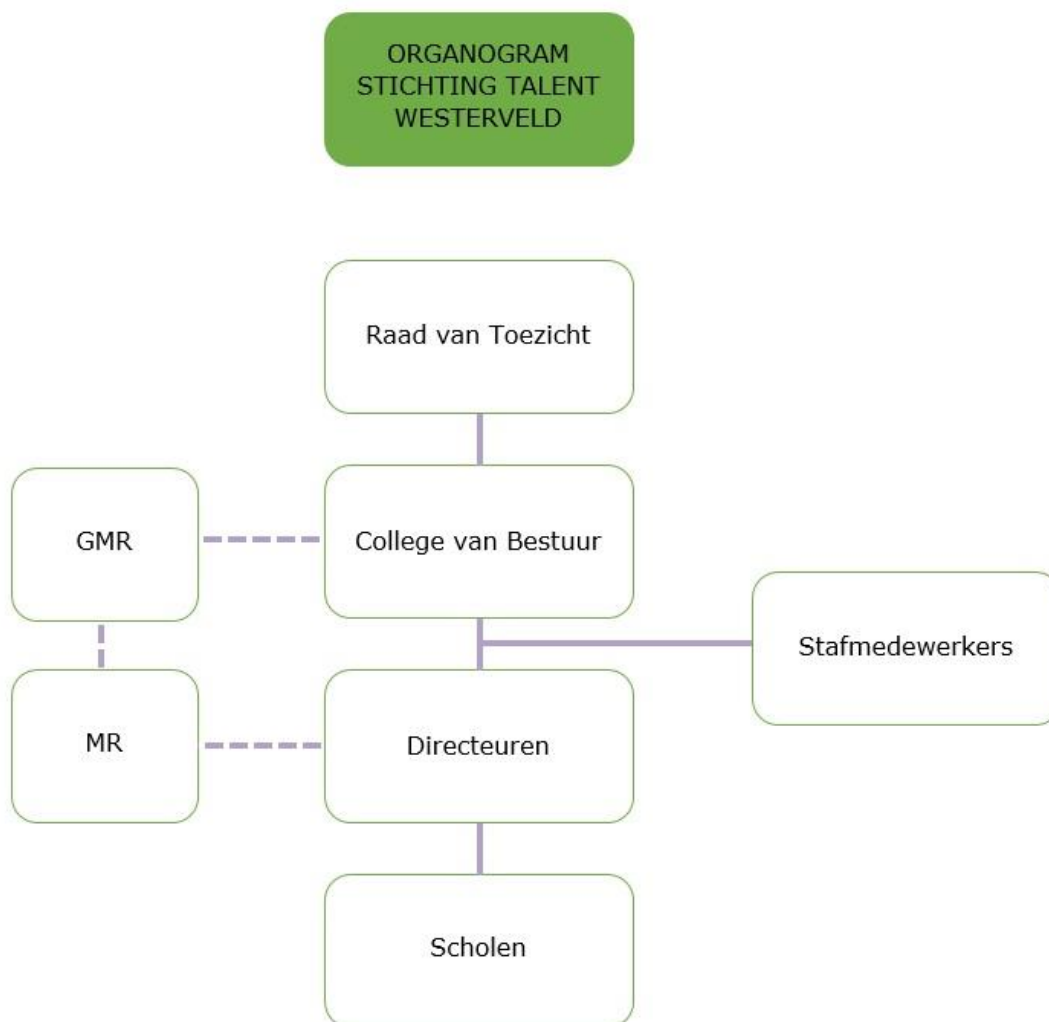 ORGANOGRAM
STICHTING TALENT
WESTERVELD
Raad van Toezicht
GMR
College van Bestuur
Stafmedewerkers
MR
Directeuren
Scholen